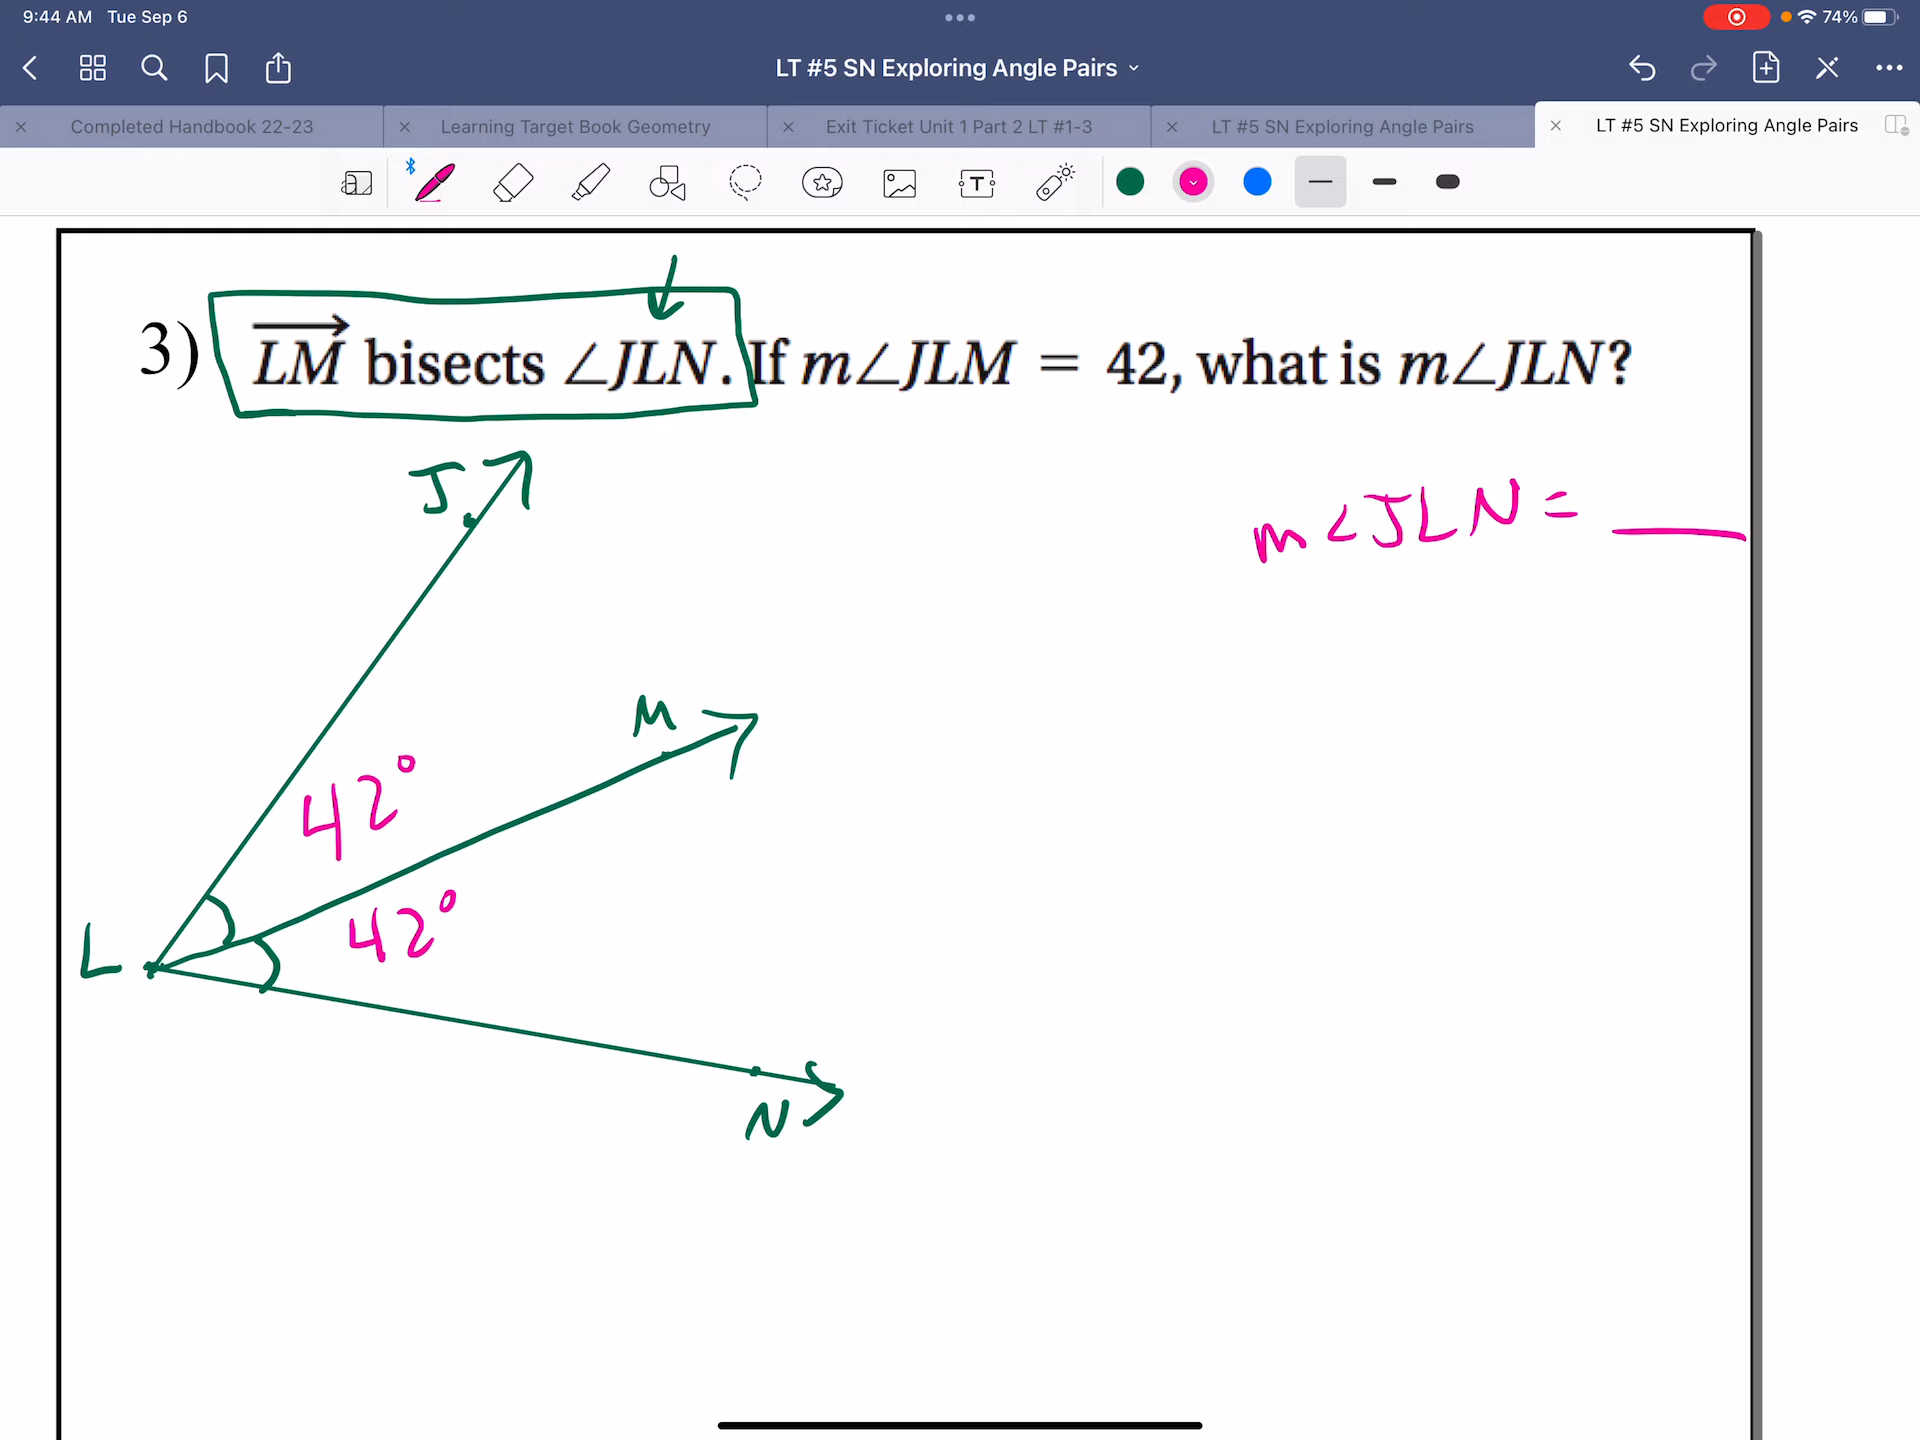 9:44 AM Tue Sep 6
74%
LT #5 SN Exploring Angle Pairs
Completed Handbook 22-23
Learning Target Book Geometry
Exit Ticket Unit 1 Part 2 LT #1-3
LT #5 SN Exploring Angle Pairs
LT #5 SN Exploring Angle Pairs
3) LM bisects ∠JLN. If m∠JLM = 42, what is m∠JLN?
J
m∠JLN = ____
M
42°
42°
L
N